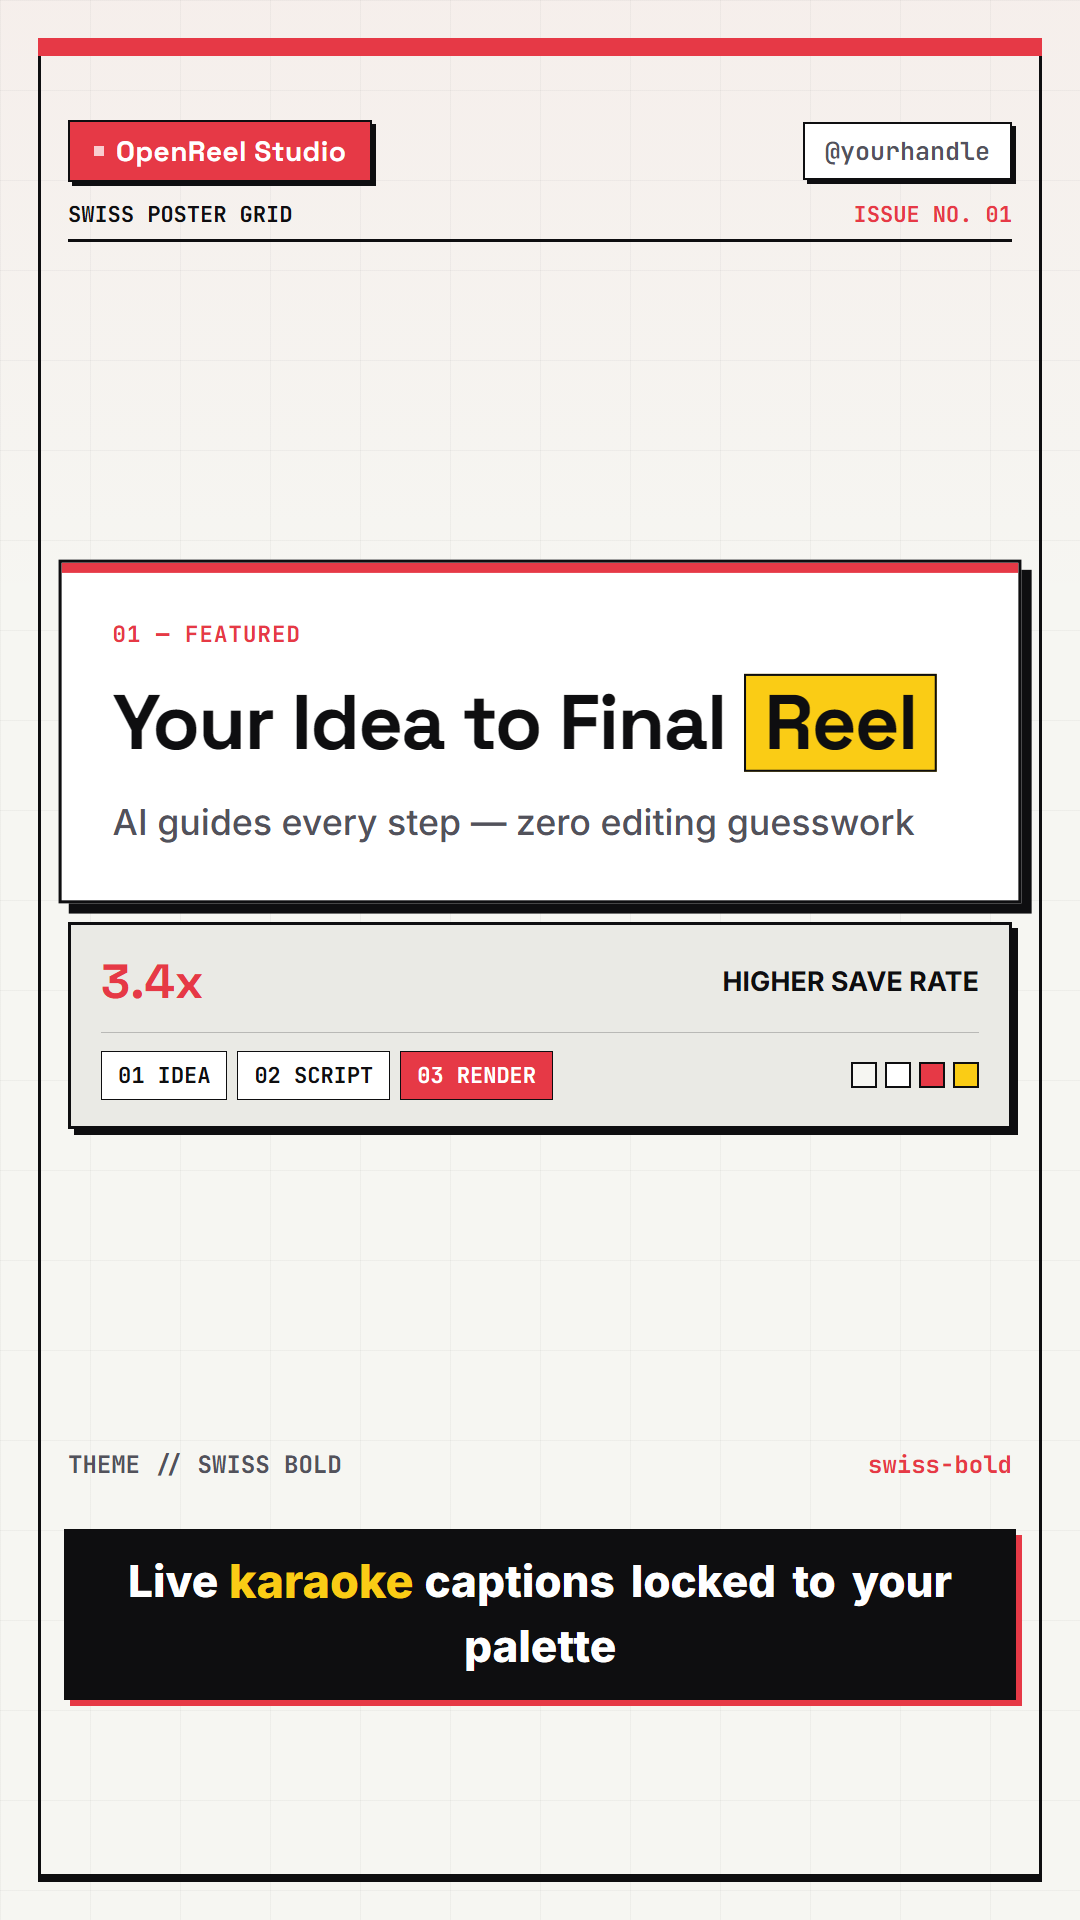 OpenReel Studio
@yourhandle
SWISS POSTER GRID
ISSUE NO. 01
01 — FEATURED
Your Idea to Final Reel
AI guides every step — zero editing guesswork
3.4x
HIGHER SAVE RATE
01 IDEA
02 SCRIPT
03 RENDER
THEME // SWISS BOLD
swiss-bold
Live karaoke captions locked to your
palette